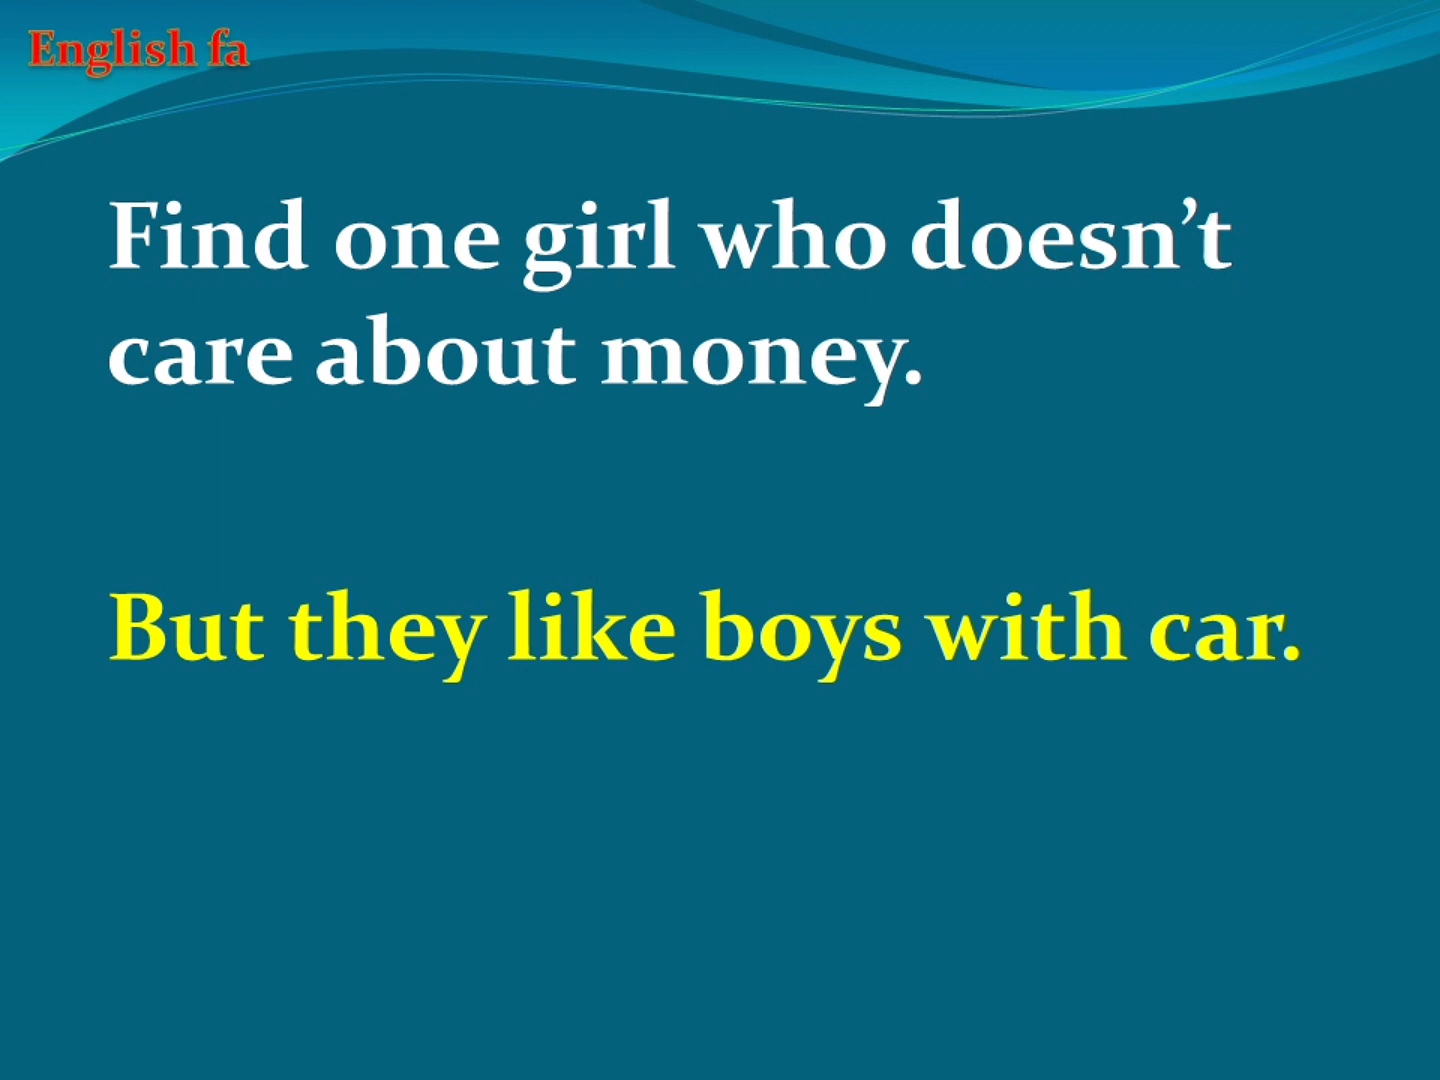 English fa
Find one girl who doesn’t
care about money.
But they like boys with car.